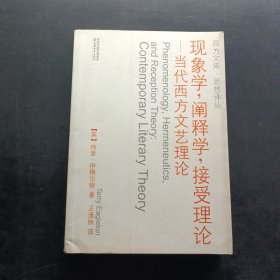 西方文库 思想译丛
现象学，阐释学，接受理论
——当代西方文艺理论
Phenomenology, Hermeneutics,
and Reception Theory:
Contemporary Literary Theory
【英】特里·伊格尔顿 著
Terry Eagleton
王逢振 译